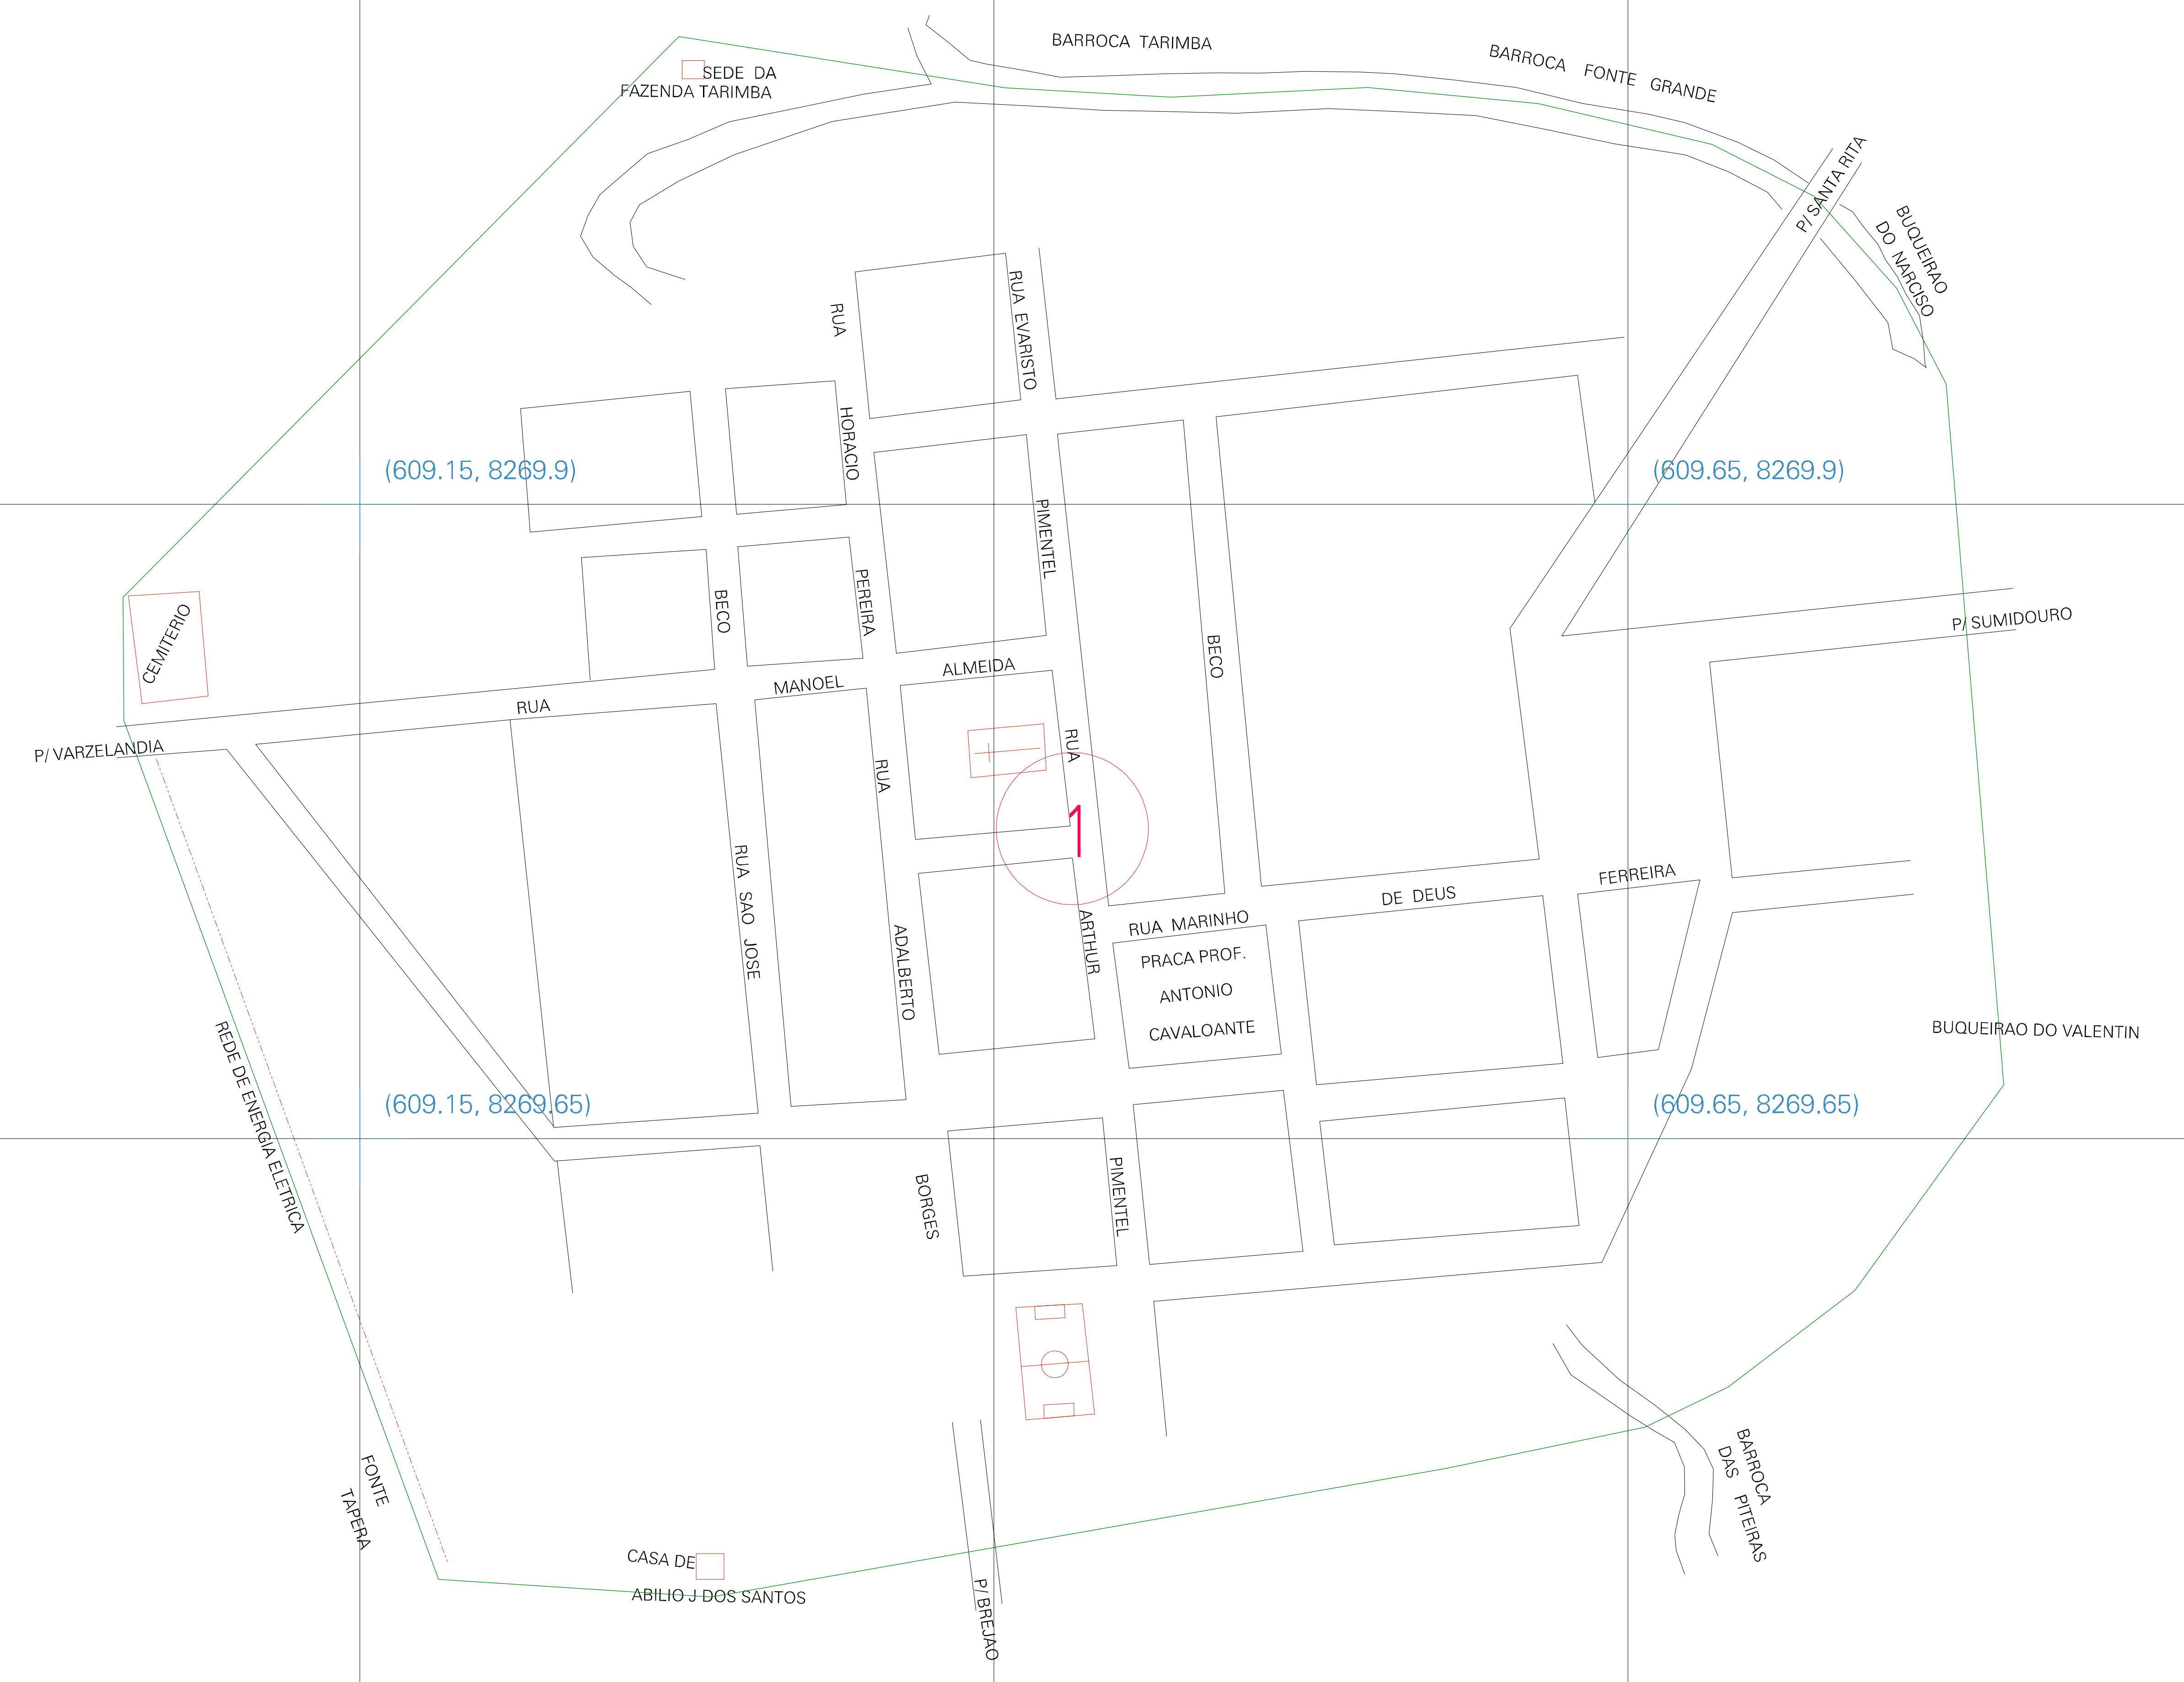 BARROCA TARIMBA
BARROCA FONTE GRANDE
SEDE DA
FAZENDA TARIMBA
P/ SANTA RITA
BUQUEIRAO
DO NARCISO
RUA EVARISTO
RUA
HORACIO
(609.15, 8269.9)
(609.65, 8269.9)
PIMENTEL
PEREIRA
BECO
CEMITERIO
P/ SUMIDOURO
BECO
ALMEIDA
MANOEL
RUA
P/ VARZELANDIA
RUA
RUA
1
RUA SAO JOSE
FERREIRA
DE DEUS
RUA MARINHO
ARTHUR
ADALBERTO
PRACA PROF.
ANTONIO
CAVALOANTE
BUQUEIRAO DO VALENTIN
REDE DE ENERGIA ELETRICA
(609.15, 8269.65)
(609.65, 8269.65)
PIMENTEL
BORGES
FONTE
TAPERA
BARROCA
DAS PITEIRAS
CASA DE
ABILIO J DOS SANTOS
P/ BREJAO